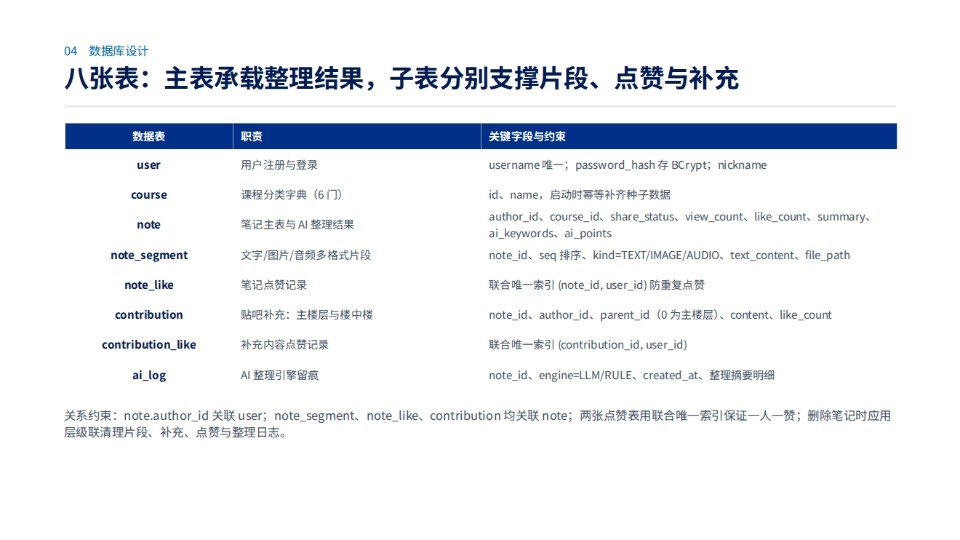 04 数据库设计
八张表：主表承载整理结果，子表分别支撑片段、点赞与补充
数据表 职责 关键字段与约束
user 用户注册与登录 username 唯一；password_hash 存 BCrypt；nickname
course 课程分类字典（6 门） id、name，启动时幂等补齐种子数据
note 笔记主表与 AI 整理结果 author_id、course_id、share_status、view_count、like_count、summary、
ai_keywords、ai_points
note_segment 文字/图片/音频多格式片段 note_id、seq 排序、kind=TEXT/IMAGE/AUDIO、text_content、file_path
note_like 笔记点赞记录 联合唯一索引 (note_id, user_id) 防重复点赞
contribution 贴吧补充：主楼层与楼中楼 note_id、author_id、parent_id（0 为主楼层）、content、like_count
contribution_like 补充内容点赞记录 联合唯一索引 (contribution_id, user_id)
ai_log AI 整理引擎留痕 note_id、engine=LLM/RULE、created_at、整理摘要明细
关系约束：note.author_id 关联 user；note_segment、note_like、contribution 均关联 note；两张点赞表用联合唯一索引保证一人一赞；删除笔记时应用
层级联清理片段、补充、点赞与整理日志。